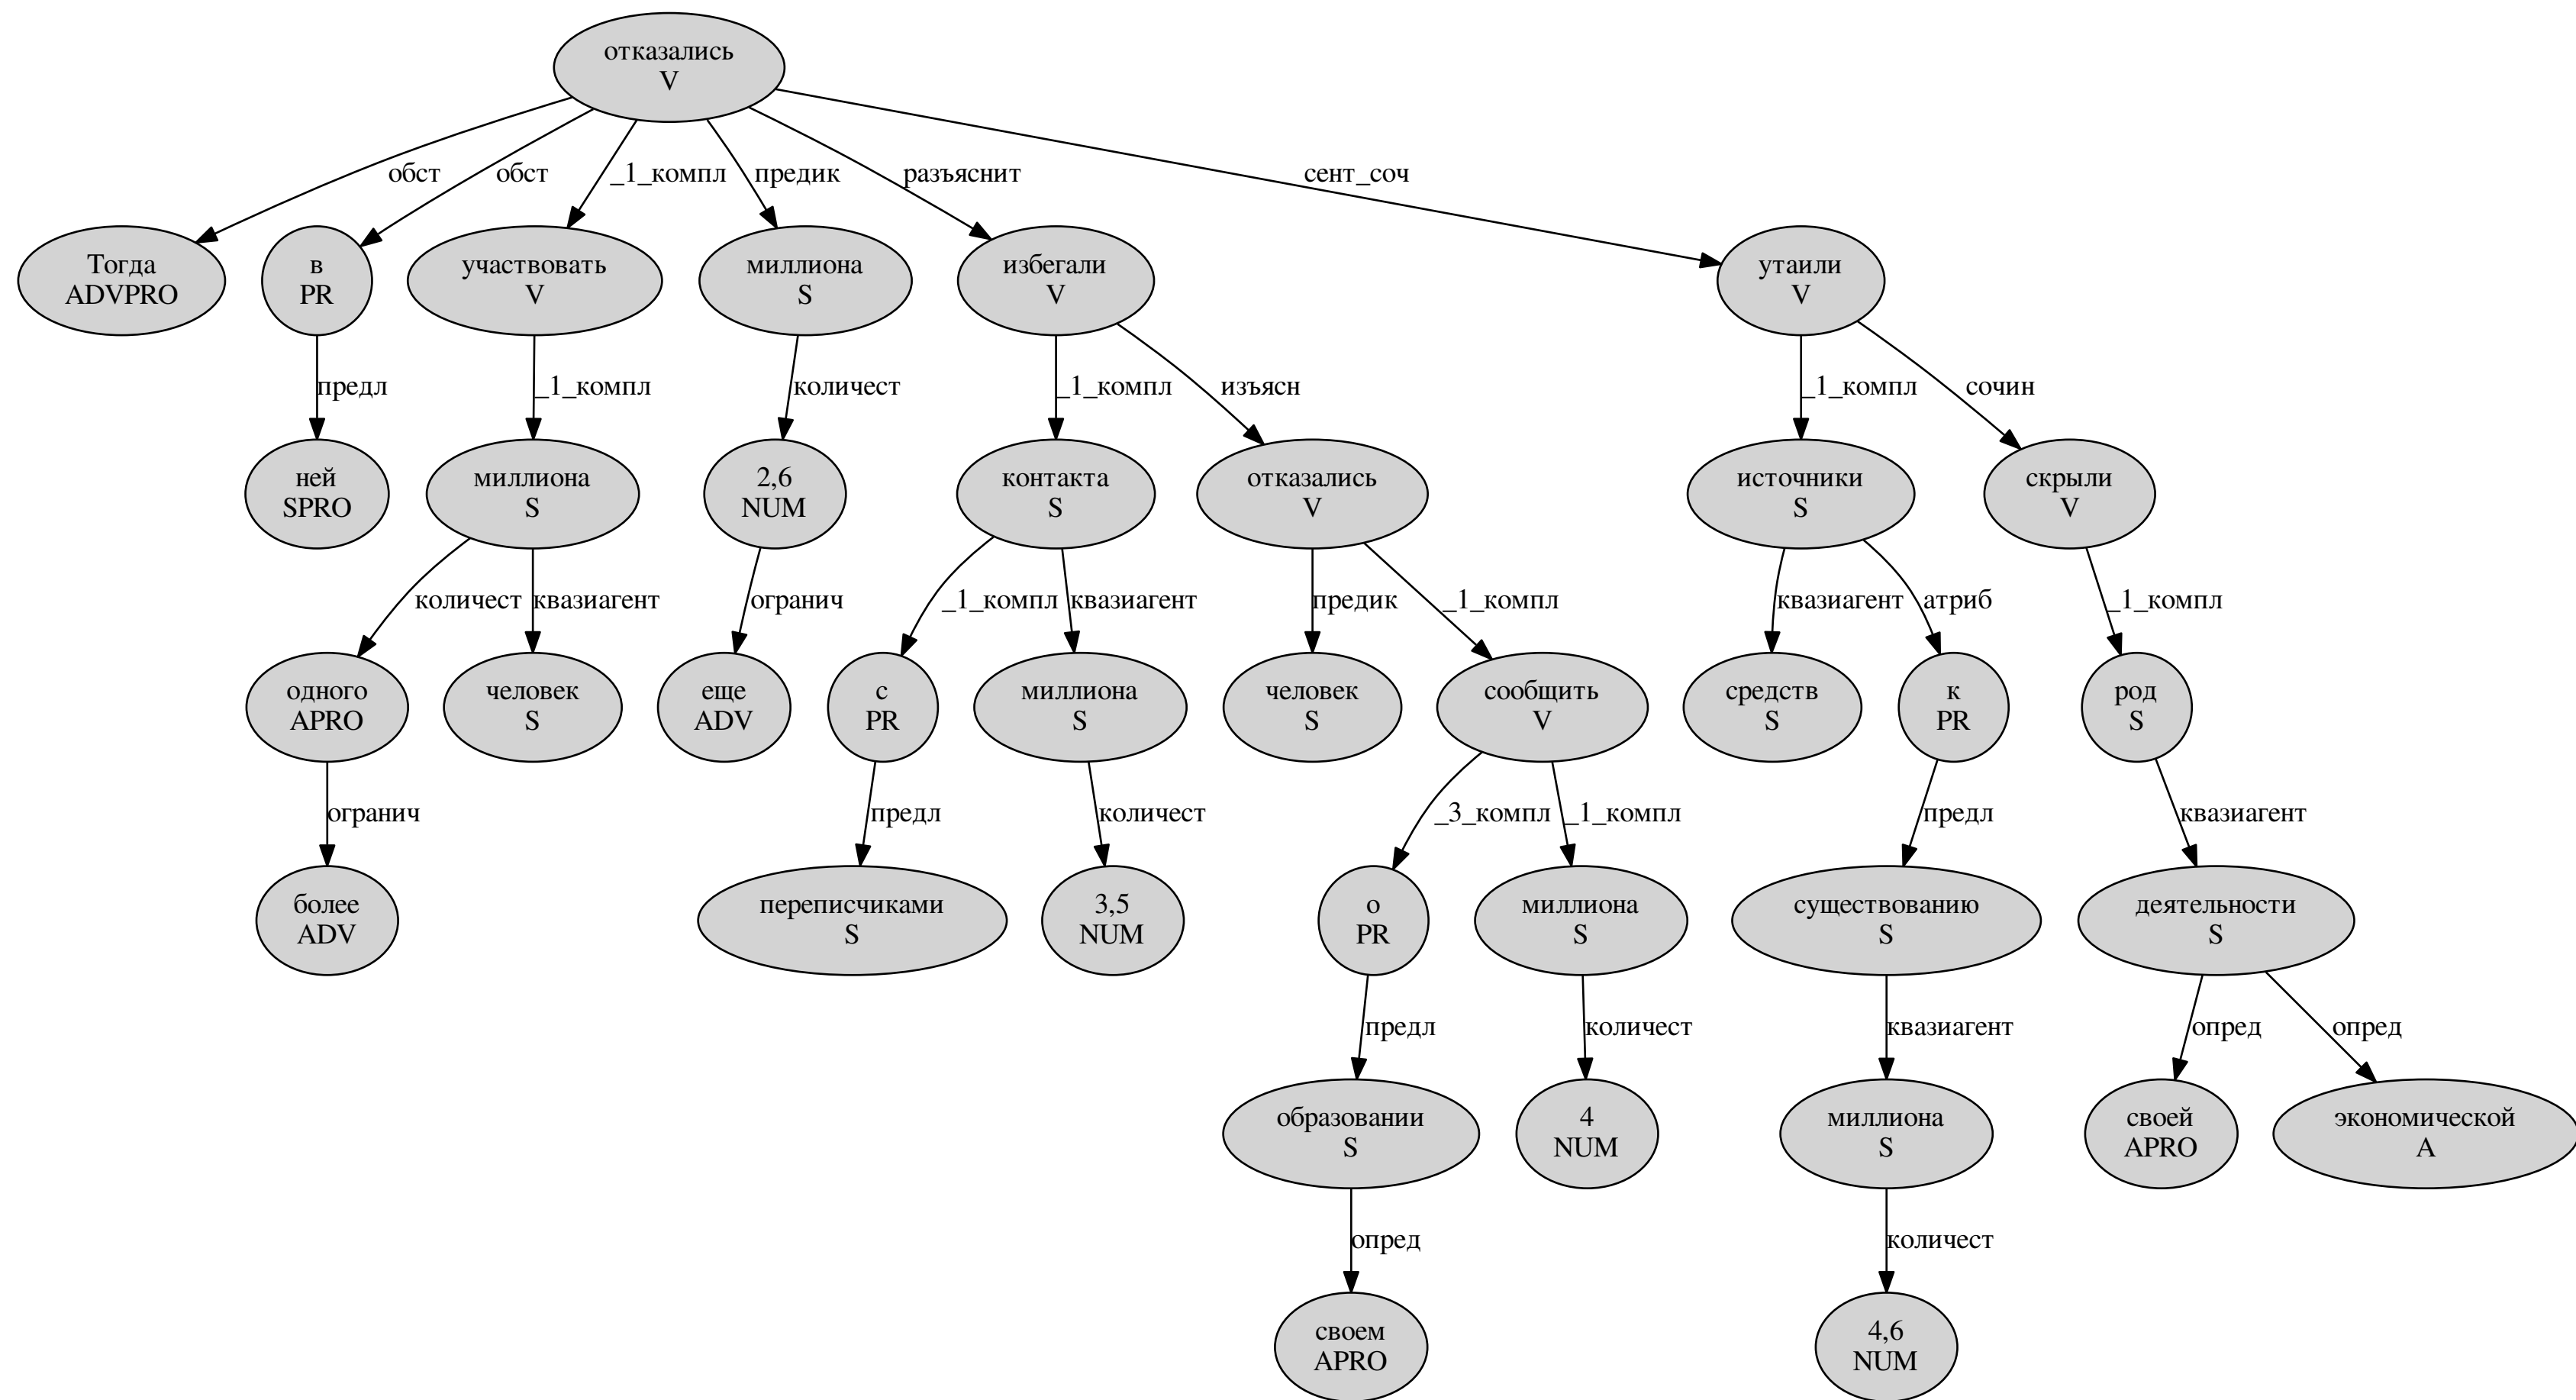 отказались
V
обст
обст
_1_компл
предик
разъяснит
сент_соч
Тогда
ADVPRO
в
PR
участвовать
V
миллиона
S
избегали
V
утаили
V
предл
_1_компл
количест
_1_компл
изъясн
_1_компл
сочин
ней
SPRO
миллиона
S
2,6
NUM
контакта
S
отказались
V
источники
S
скрыли
V
количест
квазиагент
огранич
_1_компл
квазиагент
предик
_1_компл
квазиагент
атриб
_1_компл
одного
APRO
человек
S
еще
ADV
с
PR
миллиона
S
человек
S
сообщить
V
средств
S
к
PR
род
S
огранич
предл
количест
_3_компл
_1_компл
предл
квазиагент
более
ADV
переписчиками
S
3,5
NUM
о
PR
миллиона
S
существованию
S
деятельности
S
предл
количест
квазиагент
опред
опред
образовании
S
4
NUM
миллиона
S
своей
APRO
экономической
A
опред
количест
своем
APRO
4,6
NUM